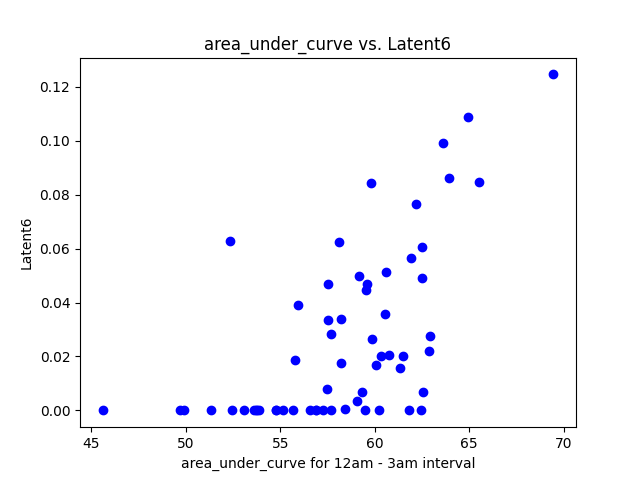 area_under_curve vs. Latent6
0.12
0.10
0.08
0.06
0.04
0.02
0.00
Latent6
45 50 55 60 65 70
area_under_curve for 12am - 3am interval